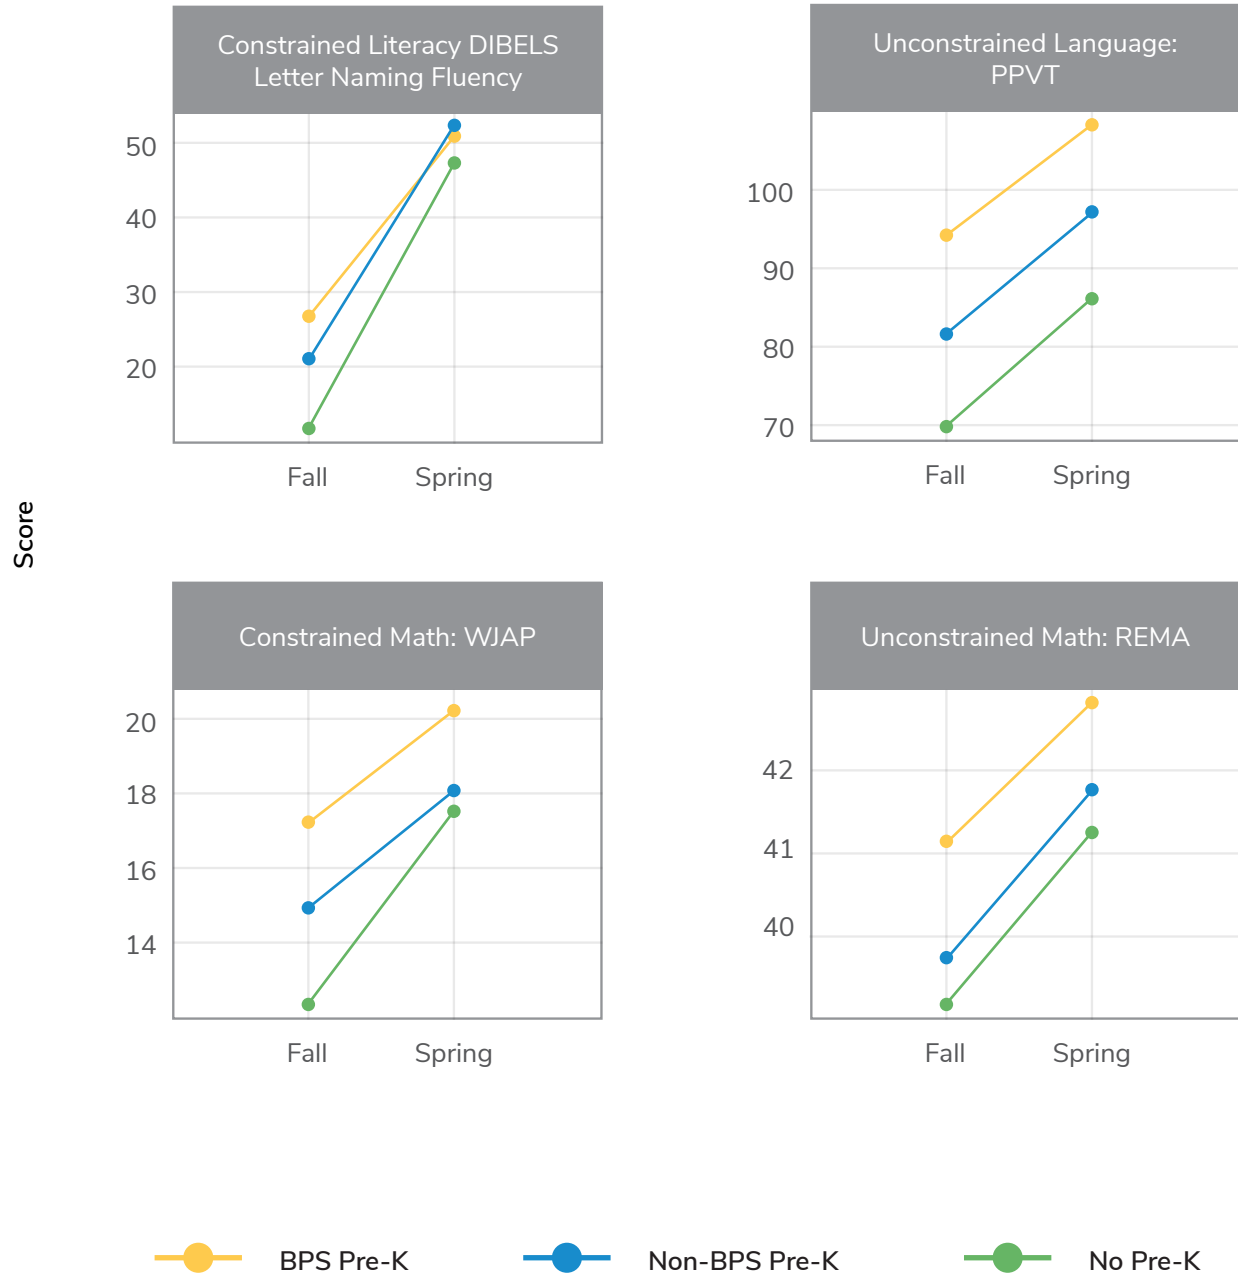 Constrained Literacy DIBELS
Letter Naming Fluency
50
40
30
20
Fall Spring
Unconstrained Language:
PPVT
100
90
80
70
Fall Spring
Score
Constrained Math: WJAP
20
18
16
14
Fall Spring
Unconstrained Math: REMA
42
41
40
Fall Spring
BPS Pre-K Non-BPS Pre-K No Pre-K